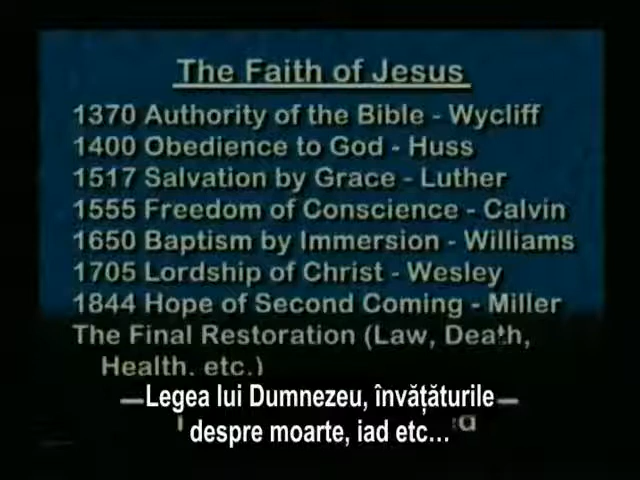 The Faith of Jesus
1370 Authority of the Bible - Wycliff
1400 Obedience to God - Huss
1517 Salvation by Grace - Luther
1555 Freedom of Conscience - Calvin
1650 Baptism by Immersion - Williams
1705 Lordship of Christ - Wesley
1844 Hope of Second Coming - Miller
The Final Restoration (Law, Death,
Health, etc.)
Legea lui Dumnezeu, învățăturile
despre moarte, iad etc...